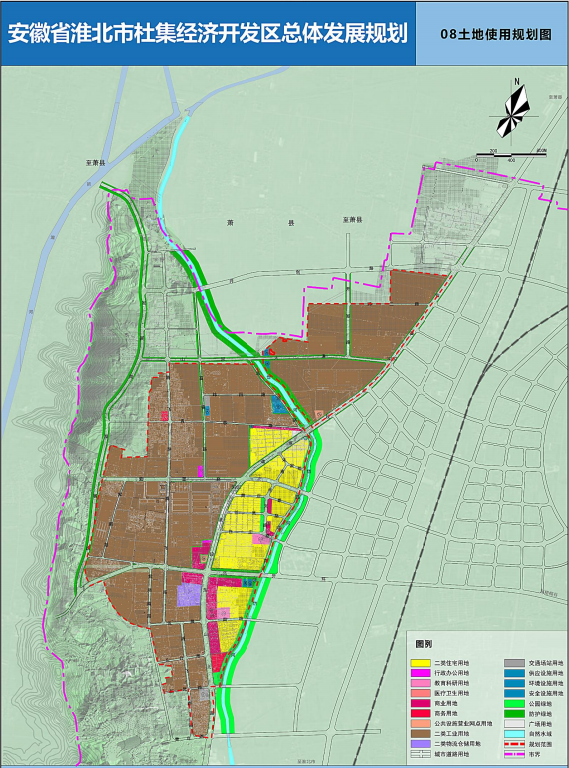 安徽省淮北市杜集经济开发区总体发展规划
08土地使用规划图
N
200 800M
0 400
至萧县
至萧县
萧 县
图例
二类住宅用地
行政办公用地
教育科研用地
医疗卫生用地
商业用地
商务用地
公共设施营业网点用地
二类工业用地
二类物流仓储用地
城市道路用地
交通场站用地
供应设施用地
环境设施用地
安全设施用地
公园绿地
防护绿地
广场用地
自然水域
规划范围
市界